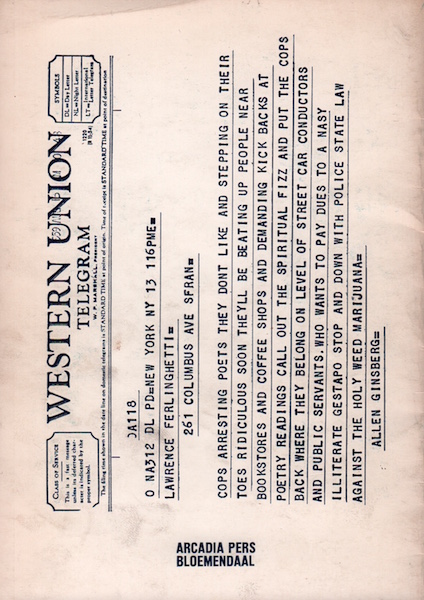 CLASS OF SERVICE
This is a fast message
unless its deferred char-
acter is indicated by the
proper symbol.
WESTERN UNION
TELEGRAM
W. P. MARSHALL, PRESIDENT
1220
SYMBOLS
DL=Day Letter
NL=Night Letter
LT=International
Letter Telegram
The filing time shown in the date line on domestic telegrams is STANDARD TIME at point of origin. Time of receipt is STANDARD TIME at point of destination
OA118
O NA312 DL PD=NEW YORK NY 13 116PME=
LAWRENCE FERLINGHETTI=
261 COLUMBUS AVE SFRAN=
COPS ARRESTING POETS THEY DONT LIKE AND STEPPING ON THEIR
TOES RIDICULOUS SOON THEYLL BE BEATING UP PEOPLE NEAR
BOOKSTORES AND COFFEE SHOPS AND DEMANDING KICK BACKS AT
POETRY READINGS CALL OUT THE SPIRITUAL FIZZ AND PUT THE COPS
BACK WHERE THEY BELONG ON LEVEL OF STREET CAR CONDUCTORS
AND PUBLIC SERVANTS.WHO WANTS TO PAY DUES TO A NASY
ILLITERATE GESTAPO STOP AND DOWN WITH POLICE STATE LAW
AGAINST THE HOLY WEED MARIJUANA=
ALLEN GINSBERG=
ARCADIA PERS
BLOEMENDAAL